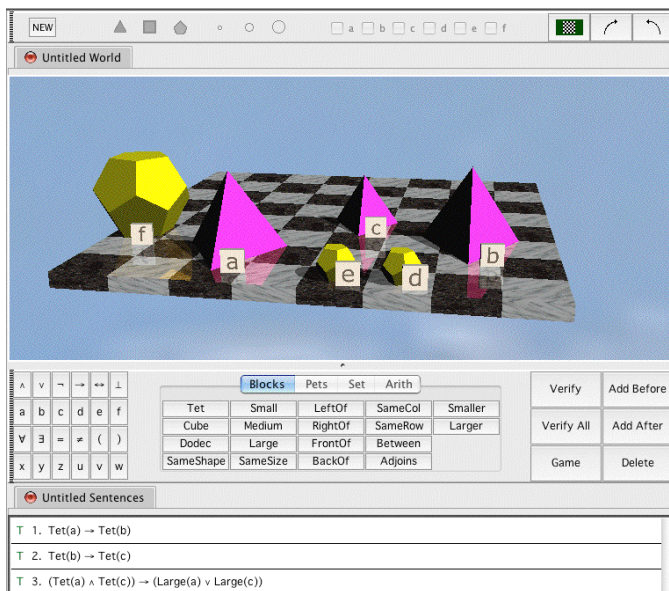 NEW a b c d e f
Untitled World
f
a
c
b
e
d
∧ ∨ ¬ → ↔ ⊥
a b c d e f
∀ ∃ = ≠ ( )
x y z u v w
Blocks Pets Set Arith
Tet Small LeftOf SameCol Smaller
Cube Medium RightOf SameRow Larger
Dodec Large FrontOf Between
SameShape SameSize BackOf Adjoins
Verify Add Before
Verify All Add After
Game Delete
Untitled Sentences
T 1. Tet(a) → Tet(b)
T 2. Tet(b) → Tet(c)
T 3. (Tet(a) ∧ Tet(c)) → (Large(a) ∨ Large(c))